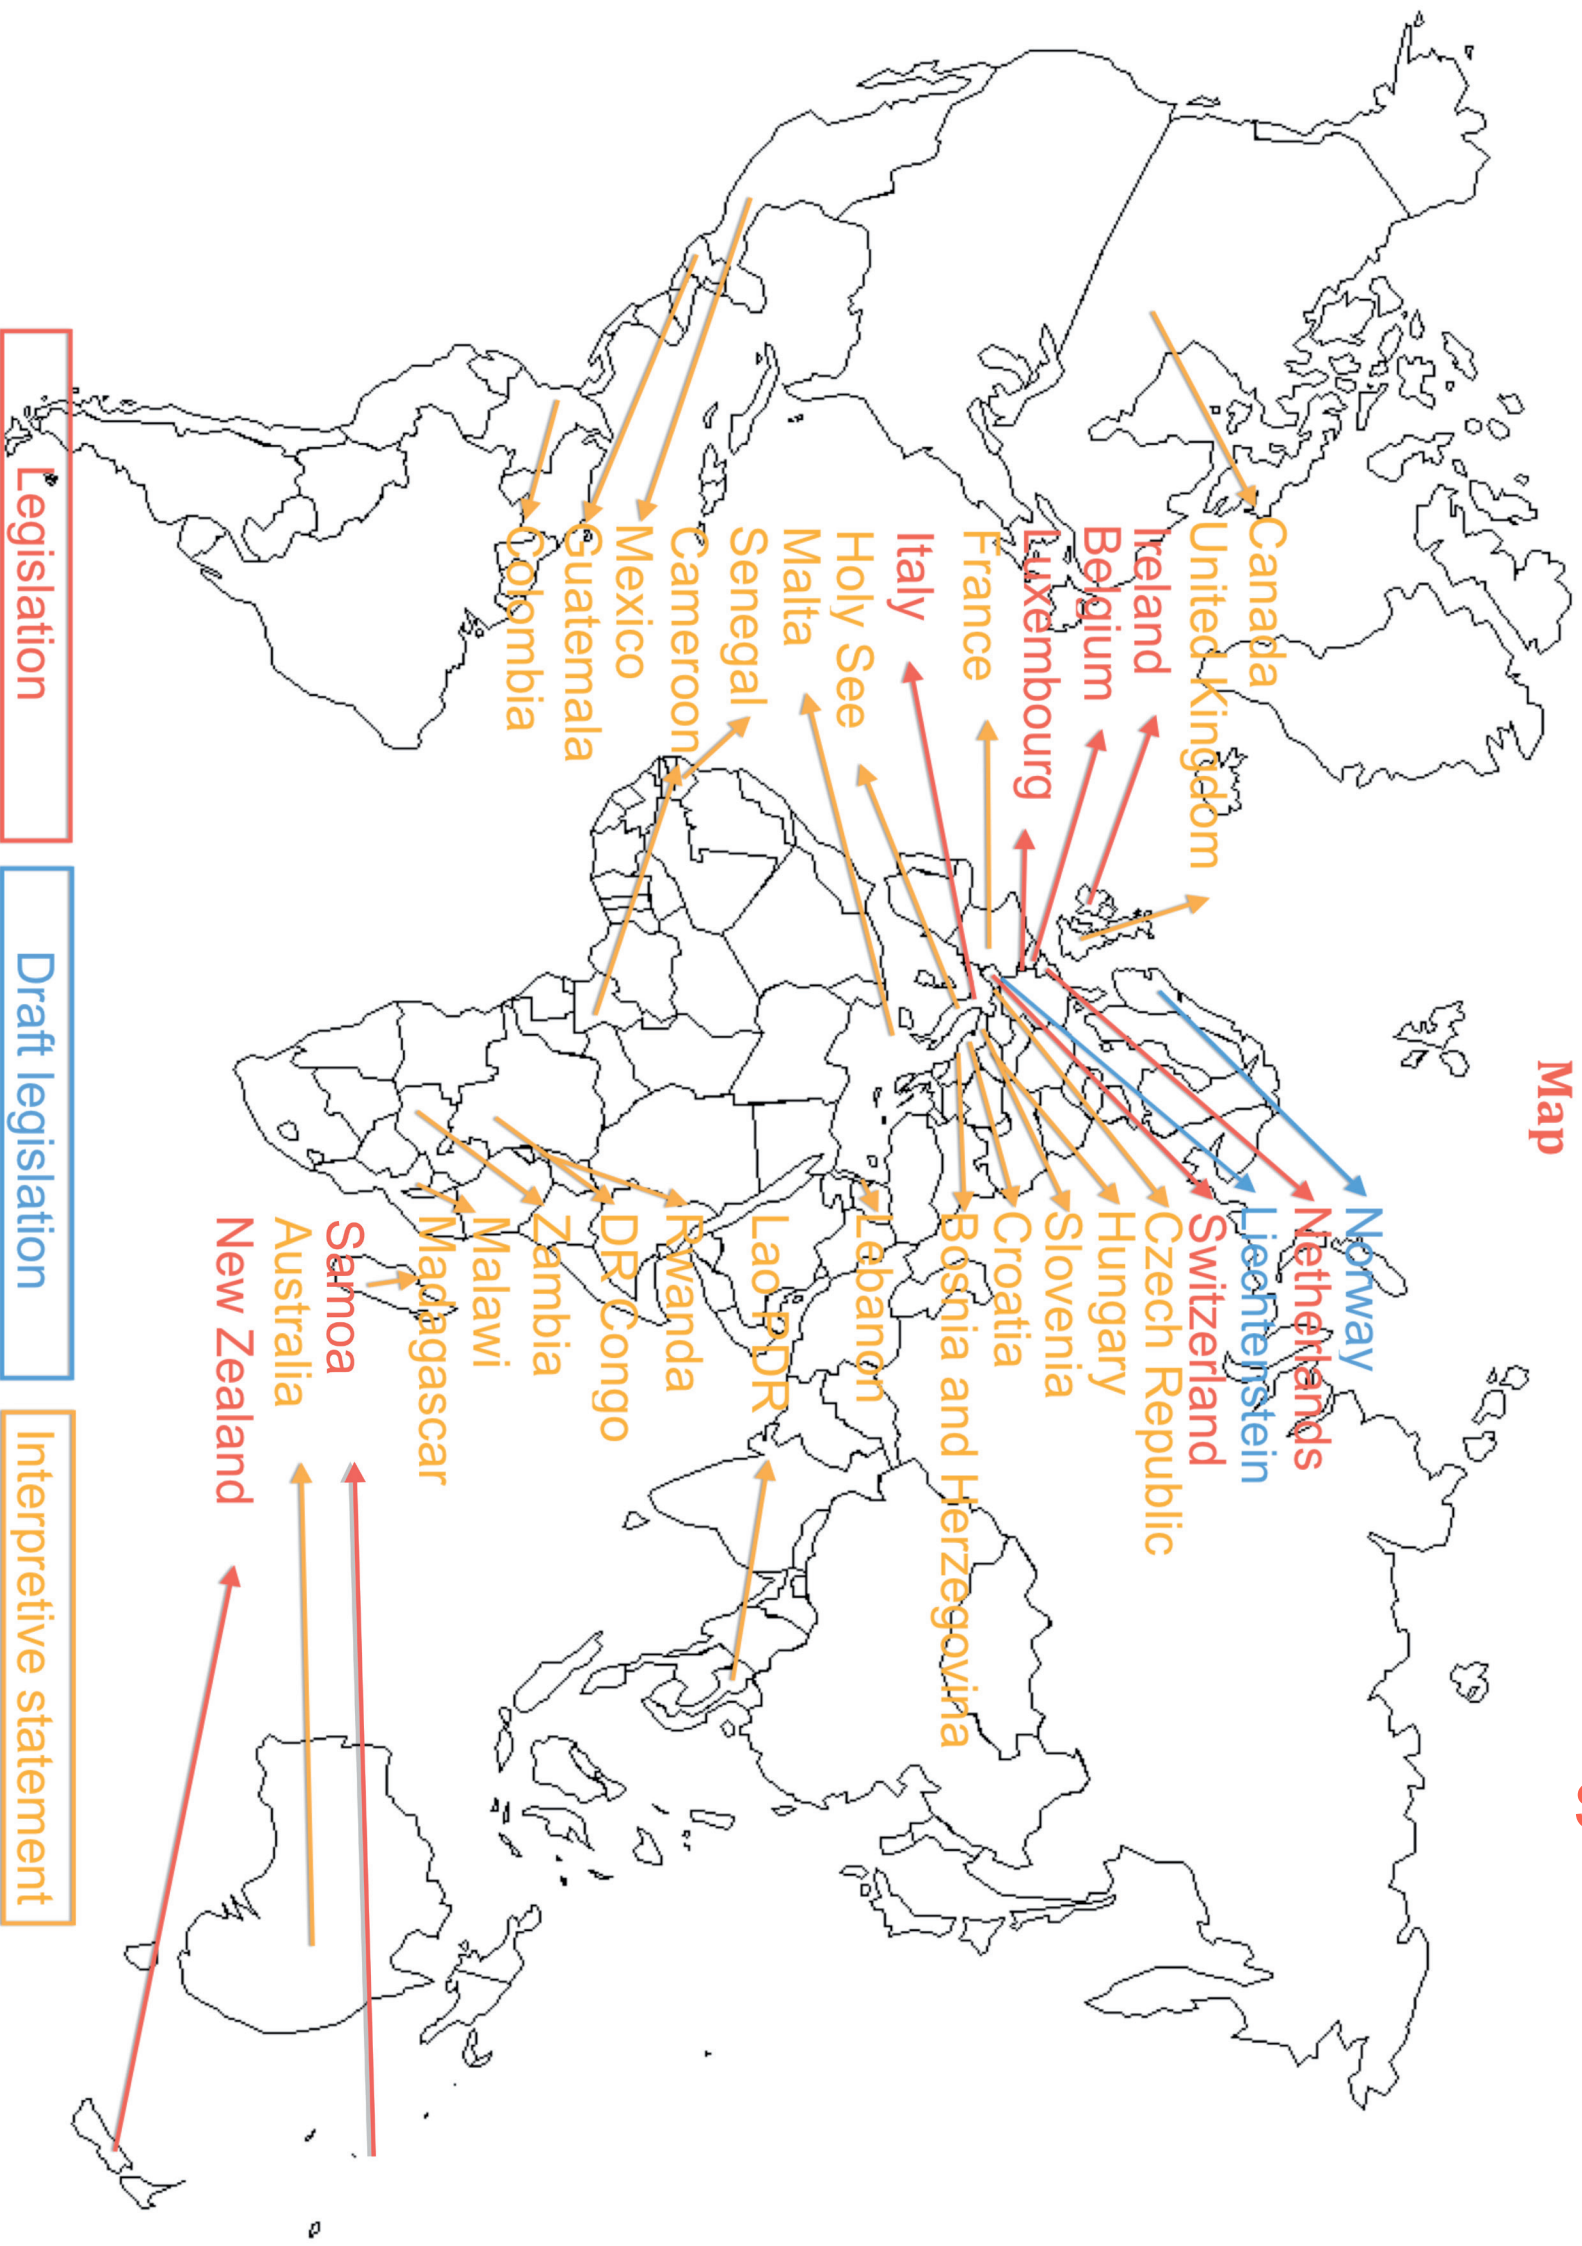 Map
Canada
United Kingdom
Ireland
Belgium
Luxembourg
France
Italy
Holy See
Malta
Senegal
Cameroon
Mexico
Guatemala
Colombia
Norway
Netherlands
Liechtenstein
Switzerland
Czech Republic
Hungary
Slovenia
Croatia
Bosnia and Herzegovina
Lebanon
Lao PDR
Rwanda
DR Congo
Zambia
Malawi
Madagascar
Samoa
Australia
New Zealand
Legislation
Draft legislation
Interpretive statement